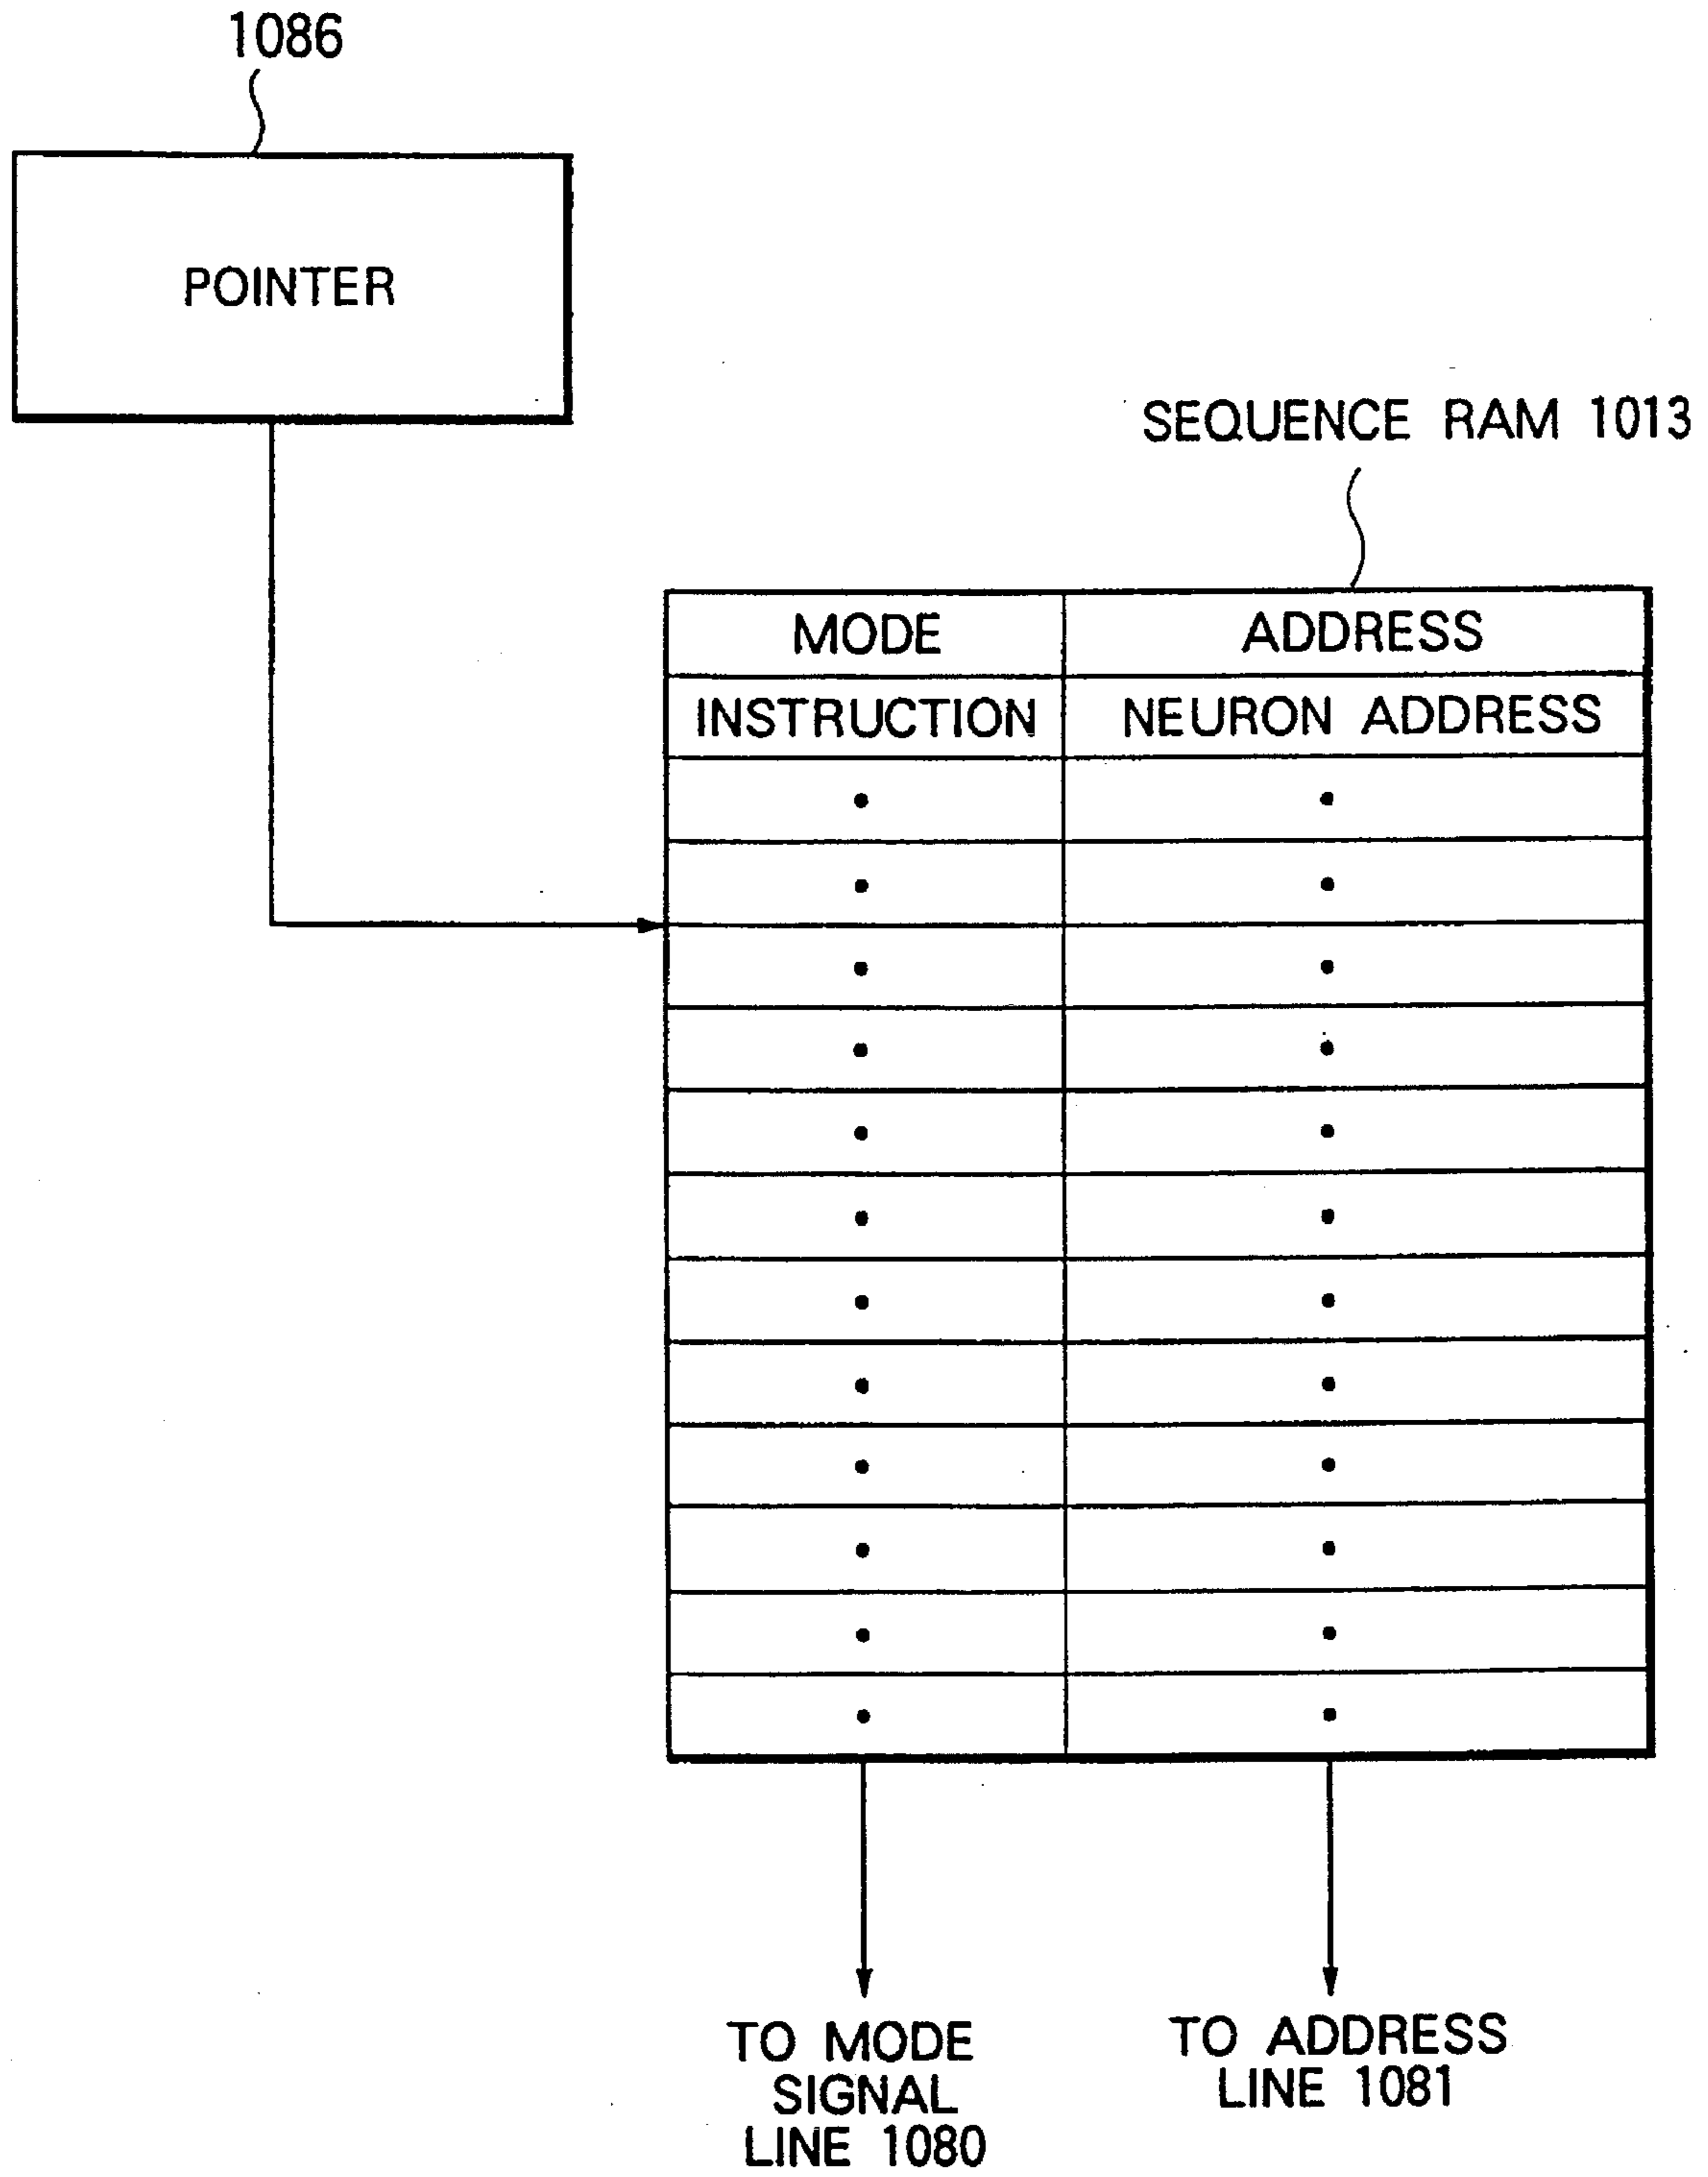 1086
POINTER
SEQUENCE RAM 1013
MODE ADDRESS
INSTRUCTION NEURON ADDRESS
TO MODE
SIGNAL
LINE 1080
TO ADDRESS
LINE 1081